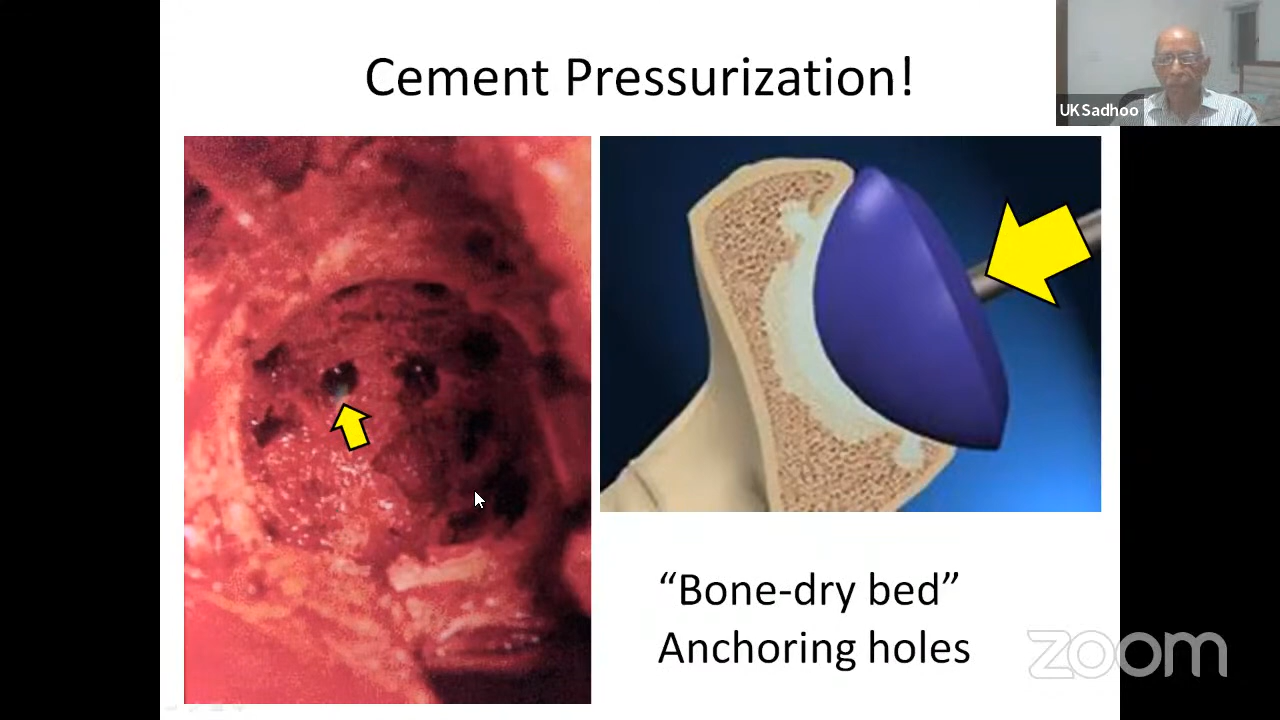 Cement Pressurization!
UKSadhoo
“Bone-dry bed”
Anchoring holes
zoom